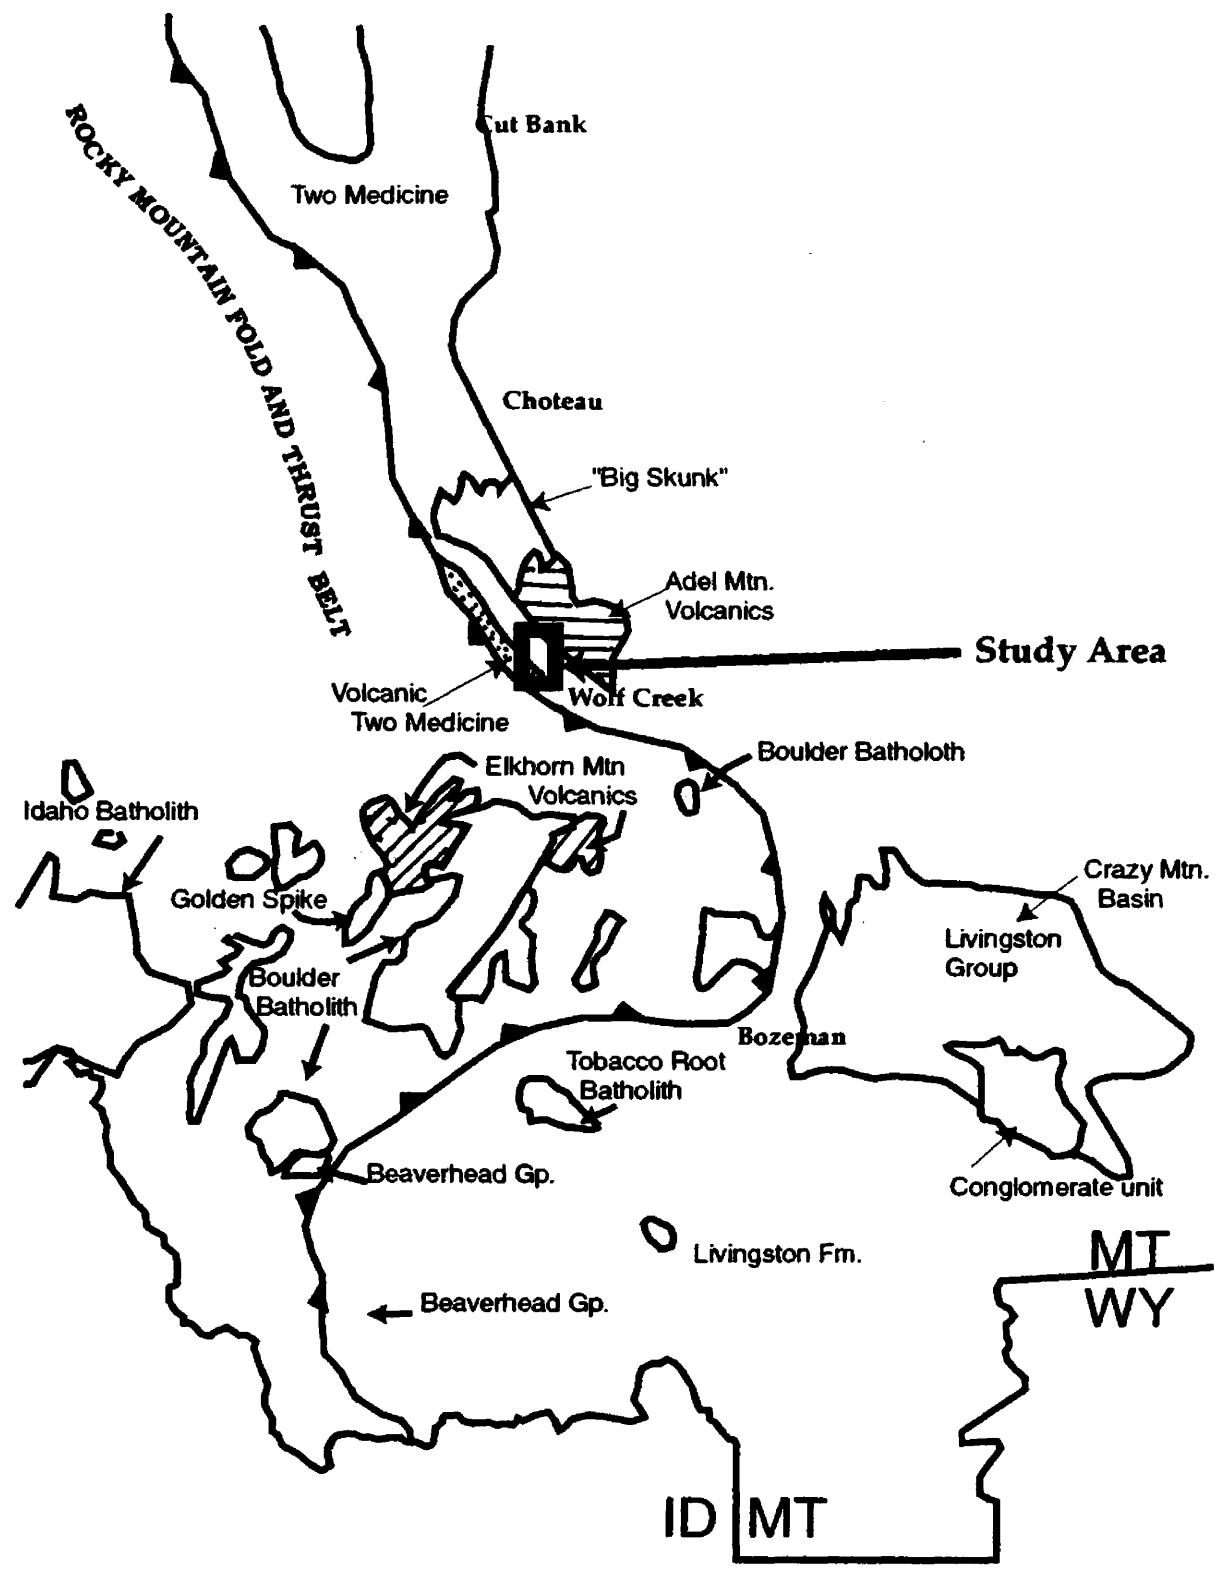 Cut Bank
ROCKY MOUNTAIN FOLD AND THRUST BELT
Two Medicine
Choteau
"Big Skunk"
Adel Mtn.
Volcanics
Study Area
Volcanic
Two Medicine
Wolf Creek
Boulder Batholoth
Elkhorn Mtn
Volcanics
Idaho Batholith
Golden Spike
Crazy Mtn.
Basin
Livingston
Group
Boulder
Batholith
Bozeman
Tobacco Root
Batholith
Beaverhead Gp.
Conglomerate unit
Livingston Fm.
MT
WY
Beaverhead Gp.
ID MT